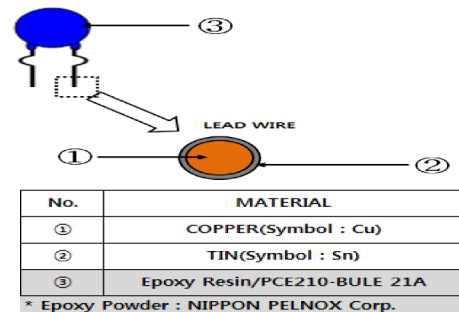 ③
LEAD WIRE
① ②
No. MATERIAL
① COPPER(Symbol : Cu)
② TIN(Symbol : Sn)
③ Epoxy Resin/PCE210-BULE 21A
* Epoxy Powder : NIPPON PELNOX Corp.